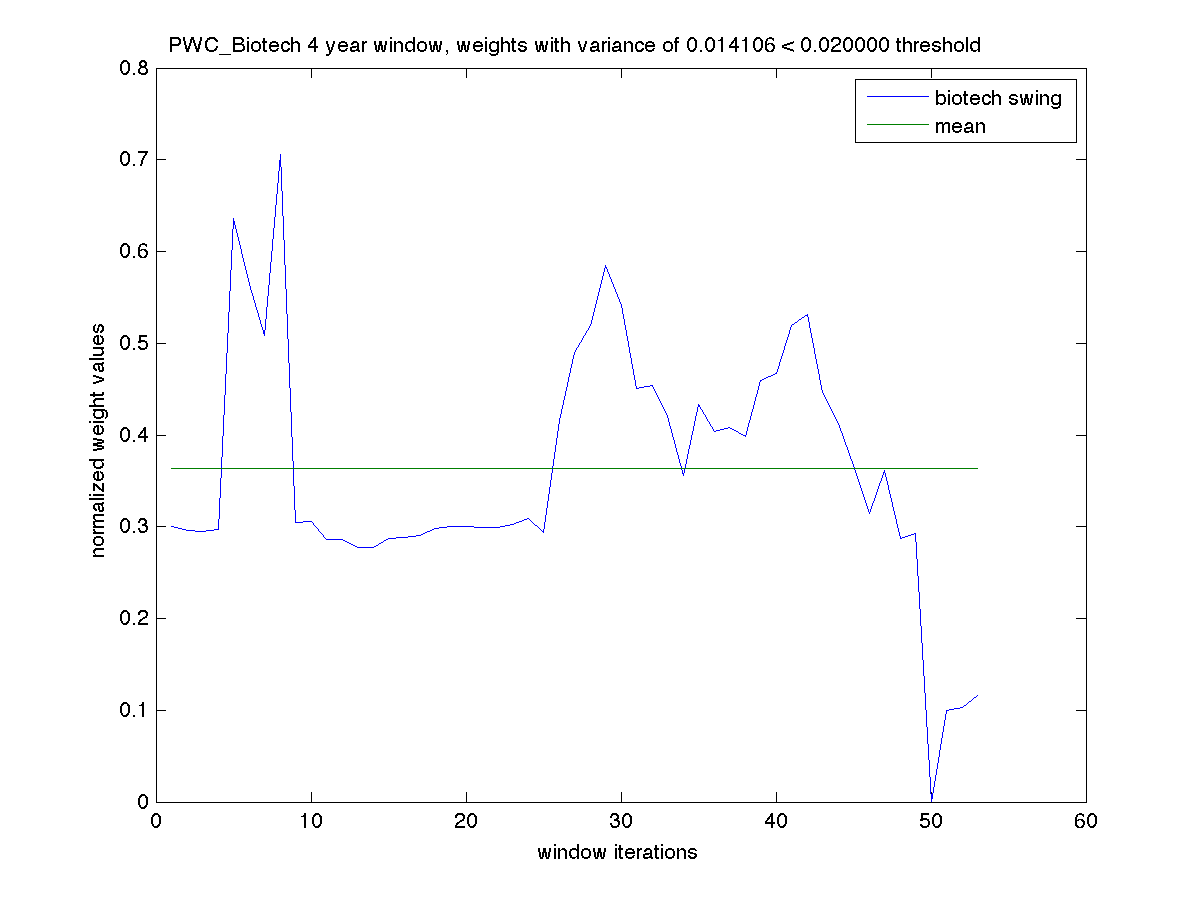 PWC_Biotech 4 year window, weights with variance of 0.014106 < 0.020000 threshold
0.8
biotech swing
mean
0.7
0.6
0.5
0.4
0.3
0.2
0.1
0
normalized weight values
0 10 20 30 40 50 60
window iterations